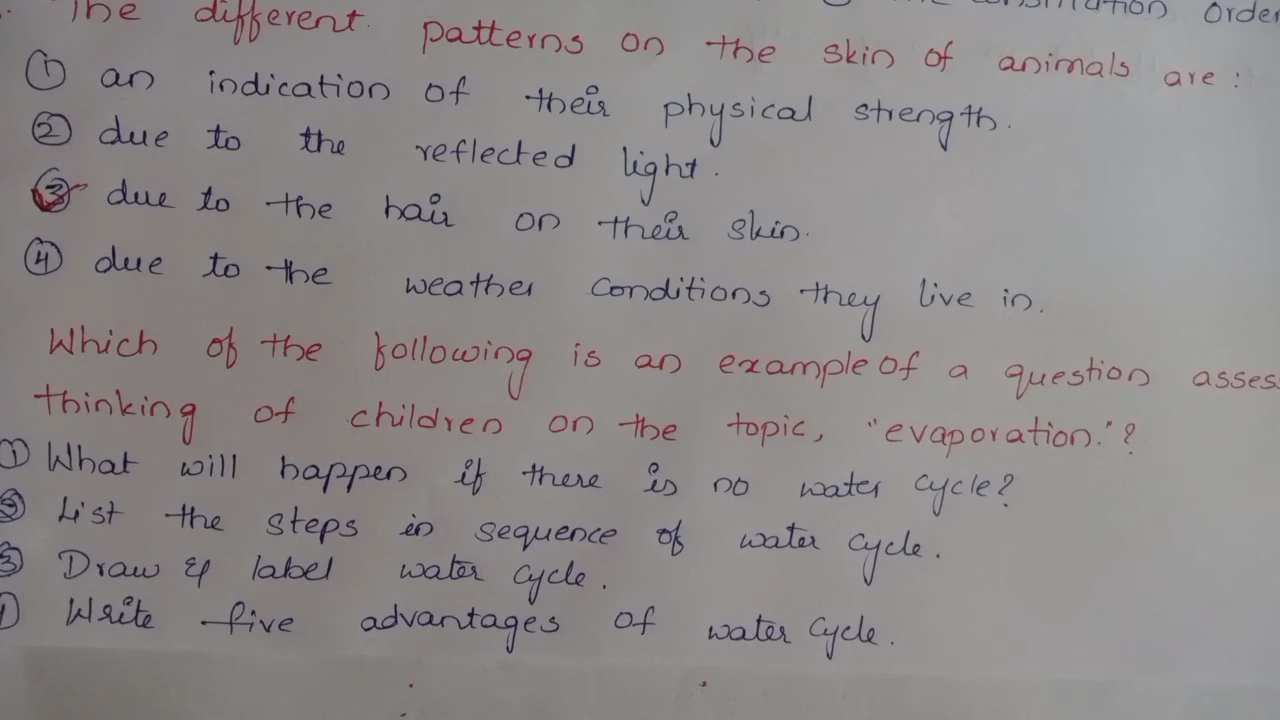 Order
The different patterns on the skin of animals are:
① an indication of their physical strength.
② due to the reflected light.
③ due to the hair on their skin.
④ due to the weather conditions they live in.
Which of the following is an example of a question asses
thinking of children on the topic, "evaporation."?
① What will happen if there is no water cycle?
② List the steps in sequence of water cycle.
③ Draw & label water cycle.
Write five advantages of water cycle.